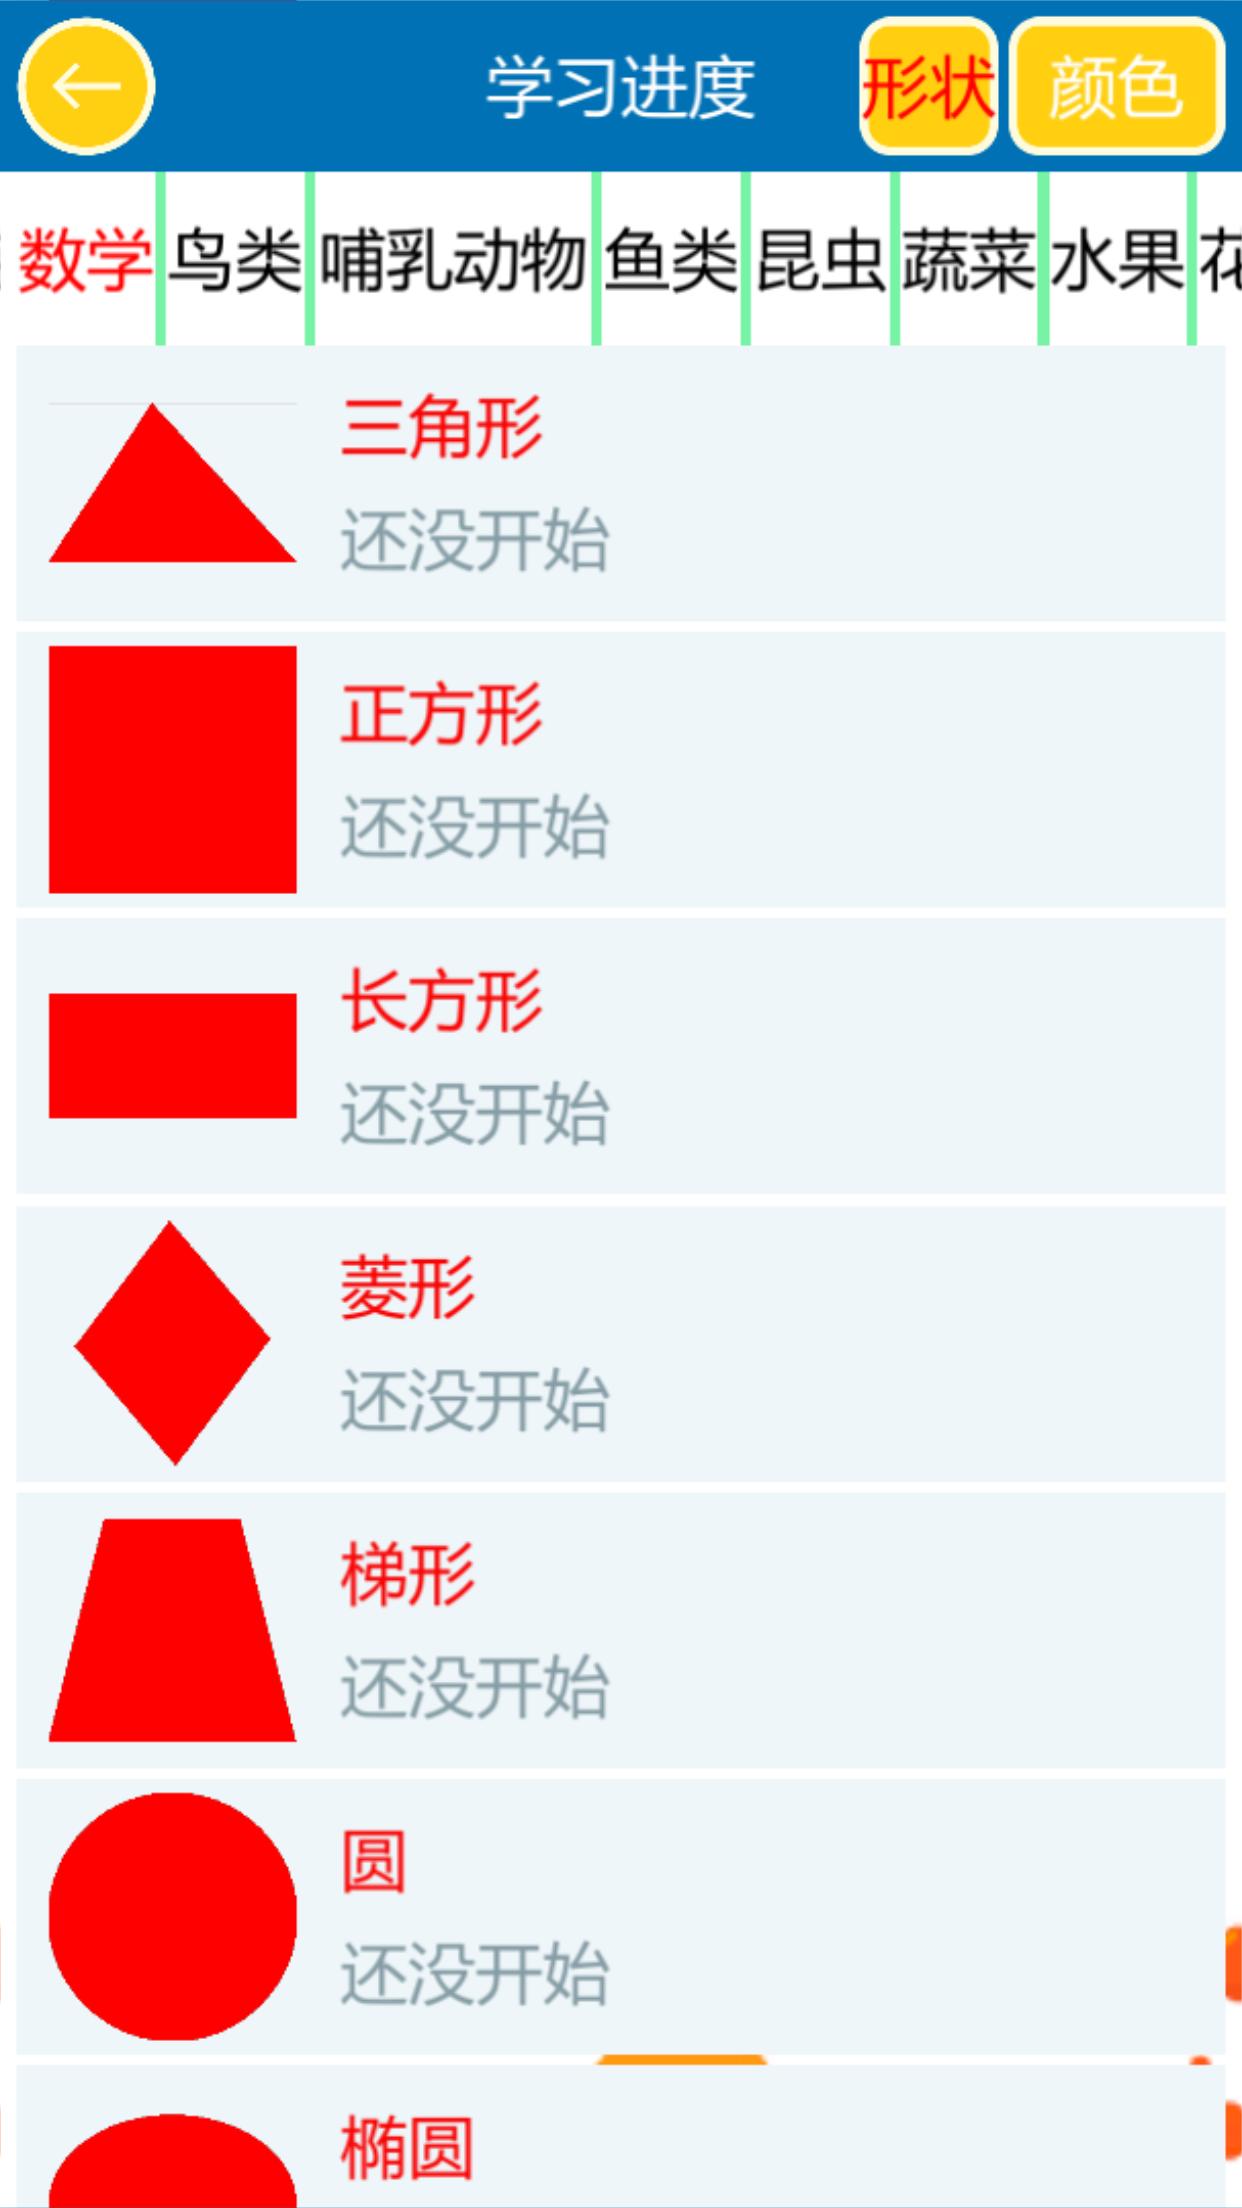 学习进度 形状 颜色
数学 鸟类 哺乳动物 鱼类 昆虫 蔬菜 水果
三角形
还没开始
正方形
还没开始
长方形
还没开始
菱形
还没开始
梯形
还没开始
圆
还没开始
椭圆